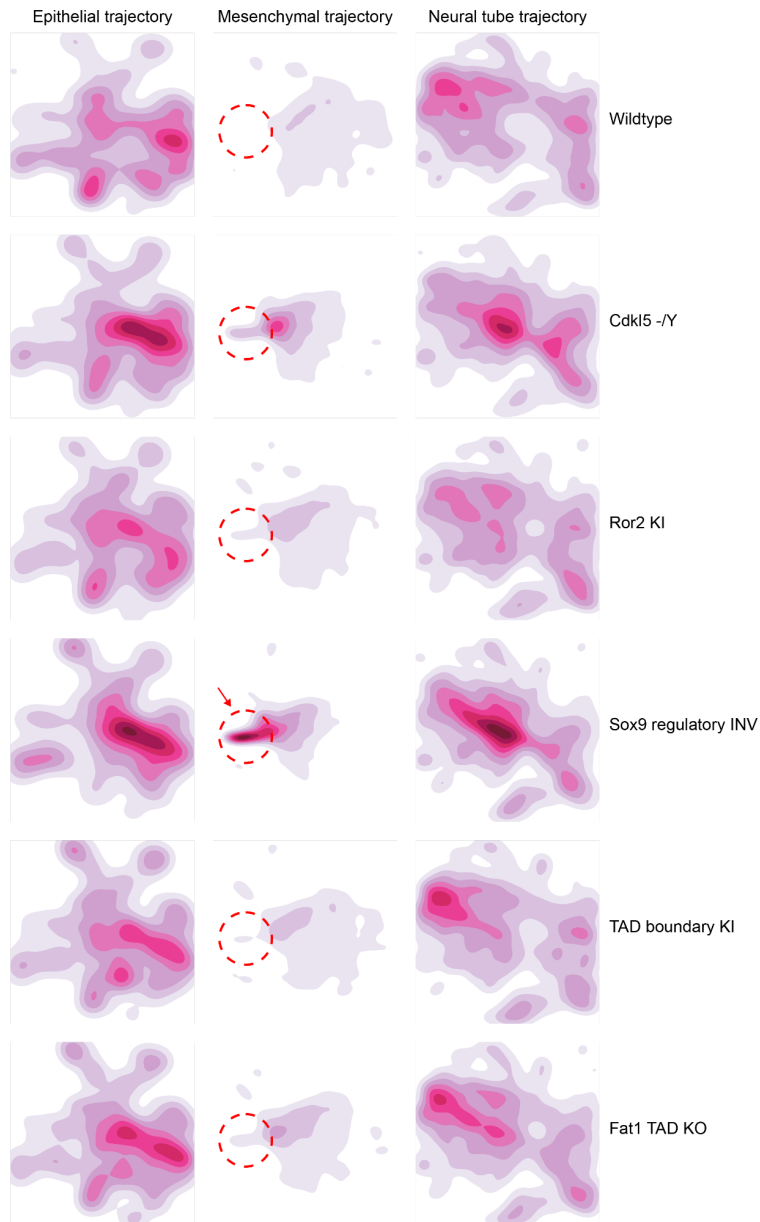 Epithelial trajectory Mesenchymal trajectory Neural tube trajectory
Wildtype
Cdkl5 -/Y
Ror2 KI
Sox9 regulatory INV
TAD boundary KI
Fat1 TAD KO